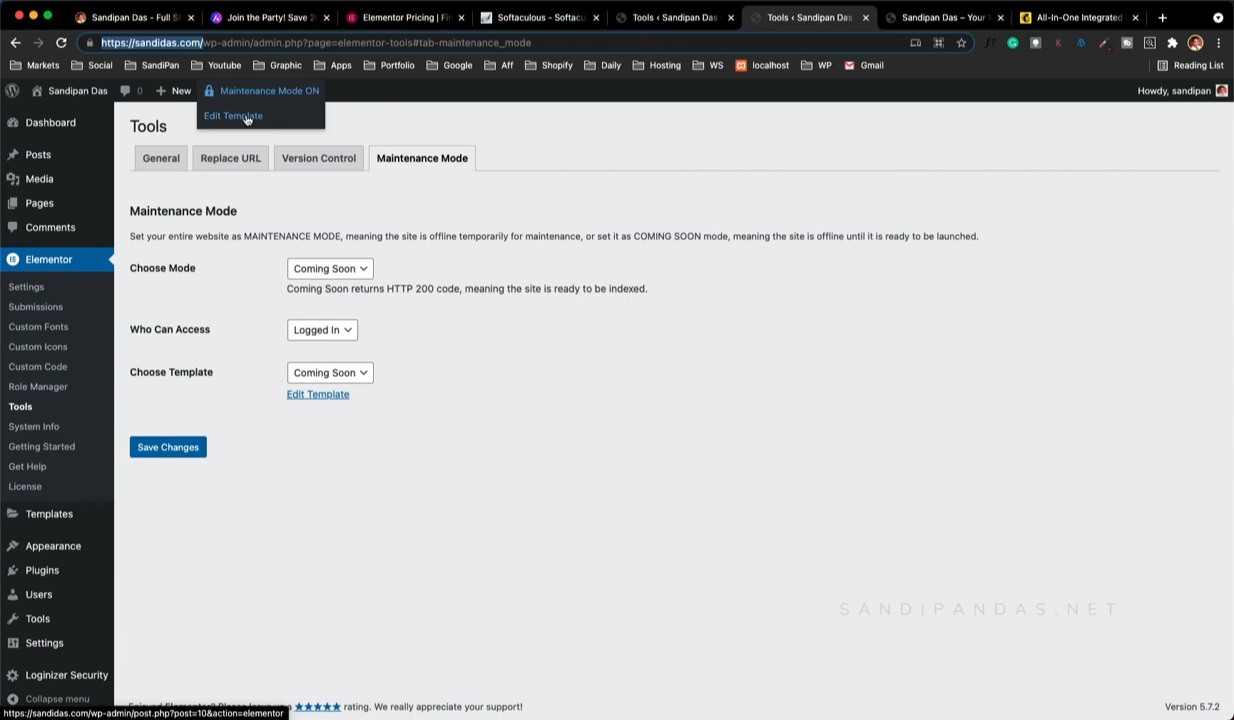 Sandipan Das - Full St
Join the Party! Save 2
Elementor Pricing | Fi
Softaculous - Softacu
Tools ‹ Sandipan Das
Tools ‹ Sandipan Das
Sandipan Das – Your
All-In-One Integrated
https://sandidas.com/wp-admin/admin.php?page=elementor-tools#tab-maintenance_mode
Markets Social SandiPan Youtube Graphic Apps Portfolio Google Aff Shopify Daily Hosting WS localhost WP Gmail Reading List
Sandipan Das 0 New Maintenance Mode ON Howdy, sandipan
Edit Template
Dashboard
Posts
Media
Pages
Comments
Elementor
Settings
Submissions
Custom Fonts
Custom Icons
Custom Code
Role Manager
Tools
System Info
Getting Started
Get Help
License
Templates
Appearance
Plugins
Users
Tools
Settings
Loginizer Security
Collapse menu
Tools
General Replace URL Version Control Maintenance Mode
Maintenance Mode
Set your entire website as MAINTENANCE MODE, meaning the site is offline temporarily for maintenance, or set it as COMING SOON mode, meaning the site is offline until it is ready to be launched.
Choose Mode Coming Soon
Coming Soon returns HTTP 200 code, meaning the site is ready to be indexed.
Who Can Access Logged In
Choose Template Coming Soon
Edit Template
Save Changes
SANDIPANDAS.NET
★★★★★ rating. We really appreciate your support!
Version 5.7.2
https://sandidas.com/wp-admin/post.php?post=10&action=elementor